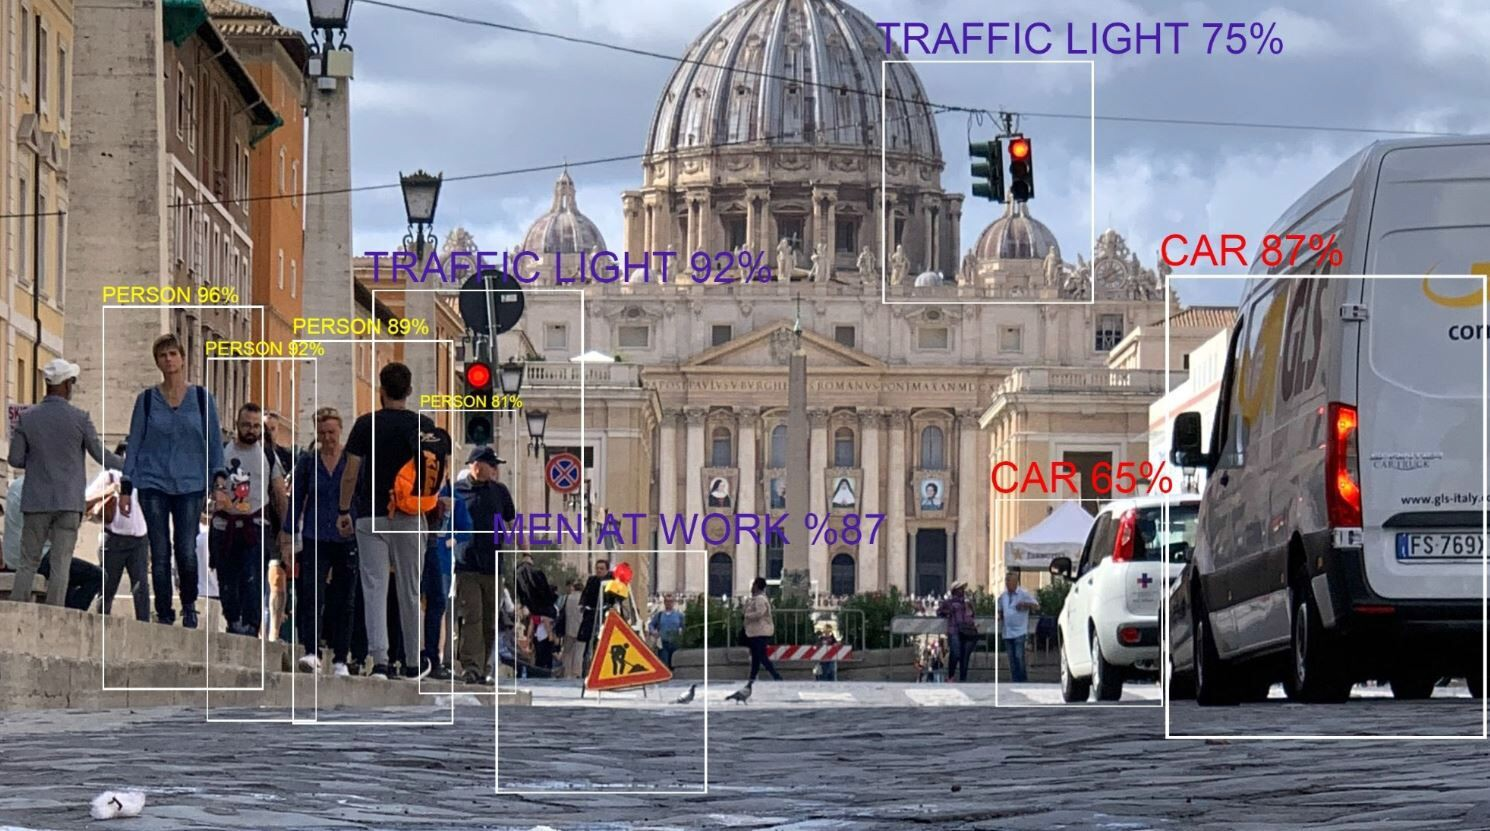 TRAFFIC LIGHT 75%
CAR 87%
TRAFFIC LIGHT 92%
PERSON 96%
PERSON 89%
PERSON 92%
PERSON 81%
CAR 65%
MEN AT WORK %87
GLS
con
www.gls-italy.c
FS 769X